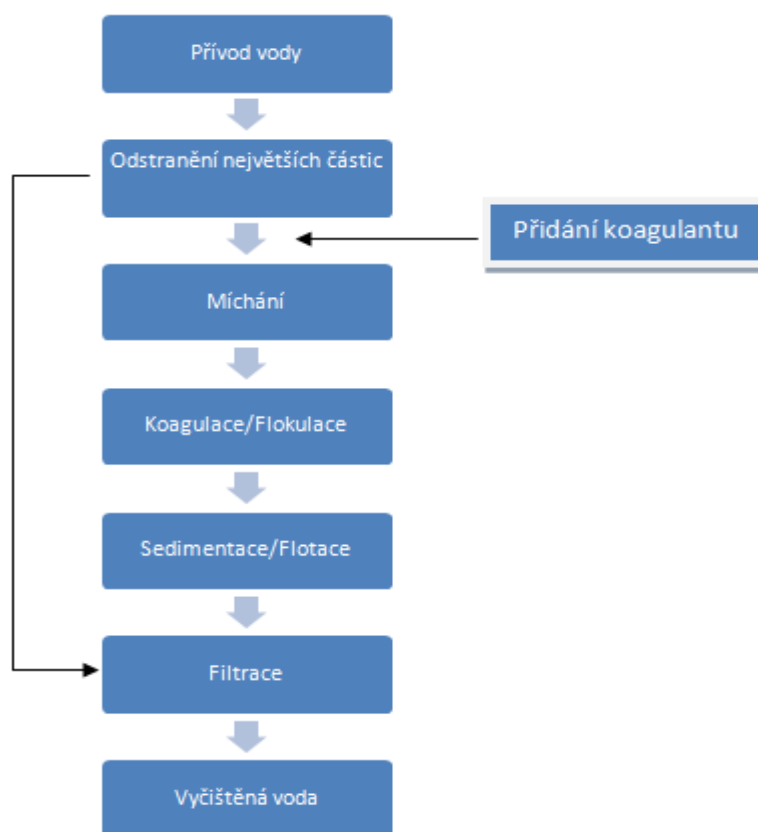 Přívod vody
Odstranění největších částic
Přidání koagulantu
Míchání
Koagulace/Flokulace
Sedimentace/Flotace
Filtrace
Vyčištěná voda